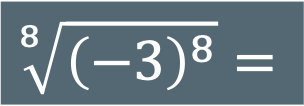 ⁸√(−3)⁸ =